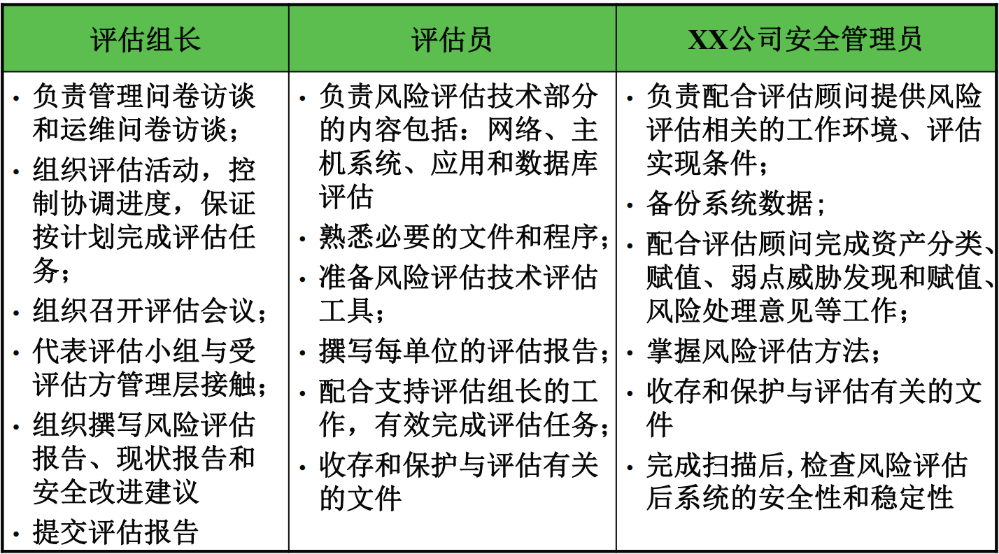 评估组长
· 负责管理问卷访谈
和运维问卷访谈；
· 组织评估活动，控
制协调进度，保证
按计划完成评估任
务；
· 组织召开评估会议；
· 代表评估小组与受
评估方管理层接触；
· 组织撰写风险评估
报告、现状报告和
安全改进建议
· 提交评估报告
评估员
· 负责风险评估技术部分
的内容包括：网络、主
机系统、应用和数据库
评估
· 熟悉必要的文件和程序；
· 准备风险评估技术评估
工具；
· 撰写每单位的评估报告；
· 配合支持评估组长的工
作，有效完成评估任务；
· 收存和保护与评估有关
的文件
XX公司安全管理员
· 负责配合评估顾问提供风险
评估相关的工作环境、评估
实现条件；
· 备份系统数据;
· 配合评估顾问完成资产分类、
赋值、弱点威胁发现和赋值、
风险处理意见等工作；
· 掌握风险评估方法；
· 收存和保护与评估有关的文
件
· 完成扫描后,检查风险评估
后系统的安全性和稳定性